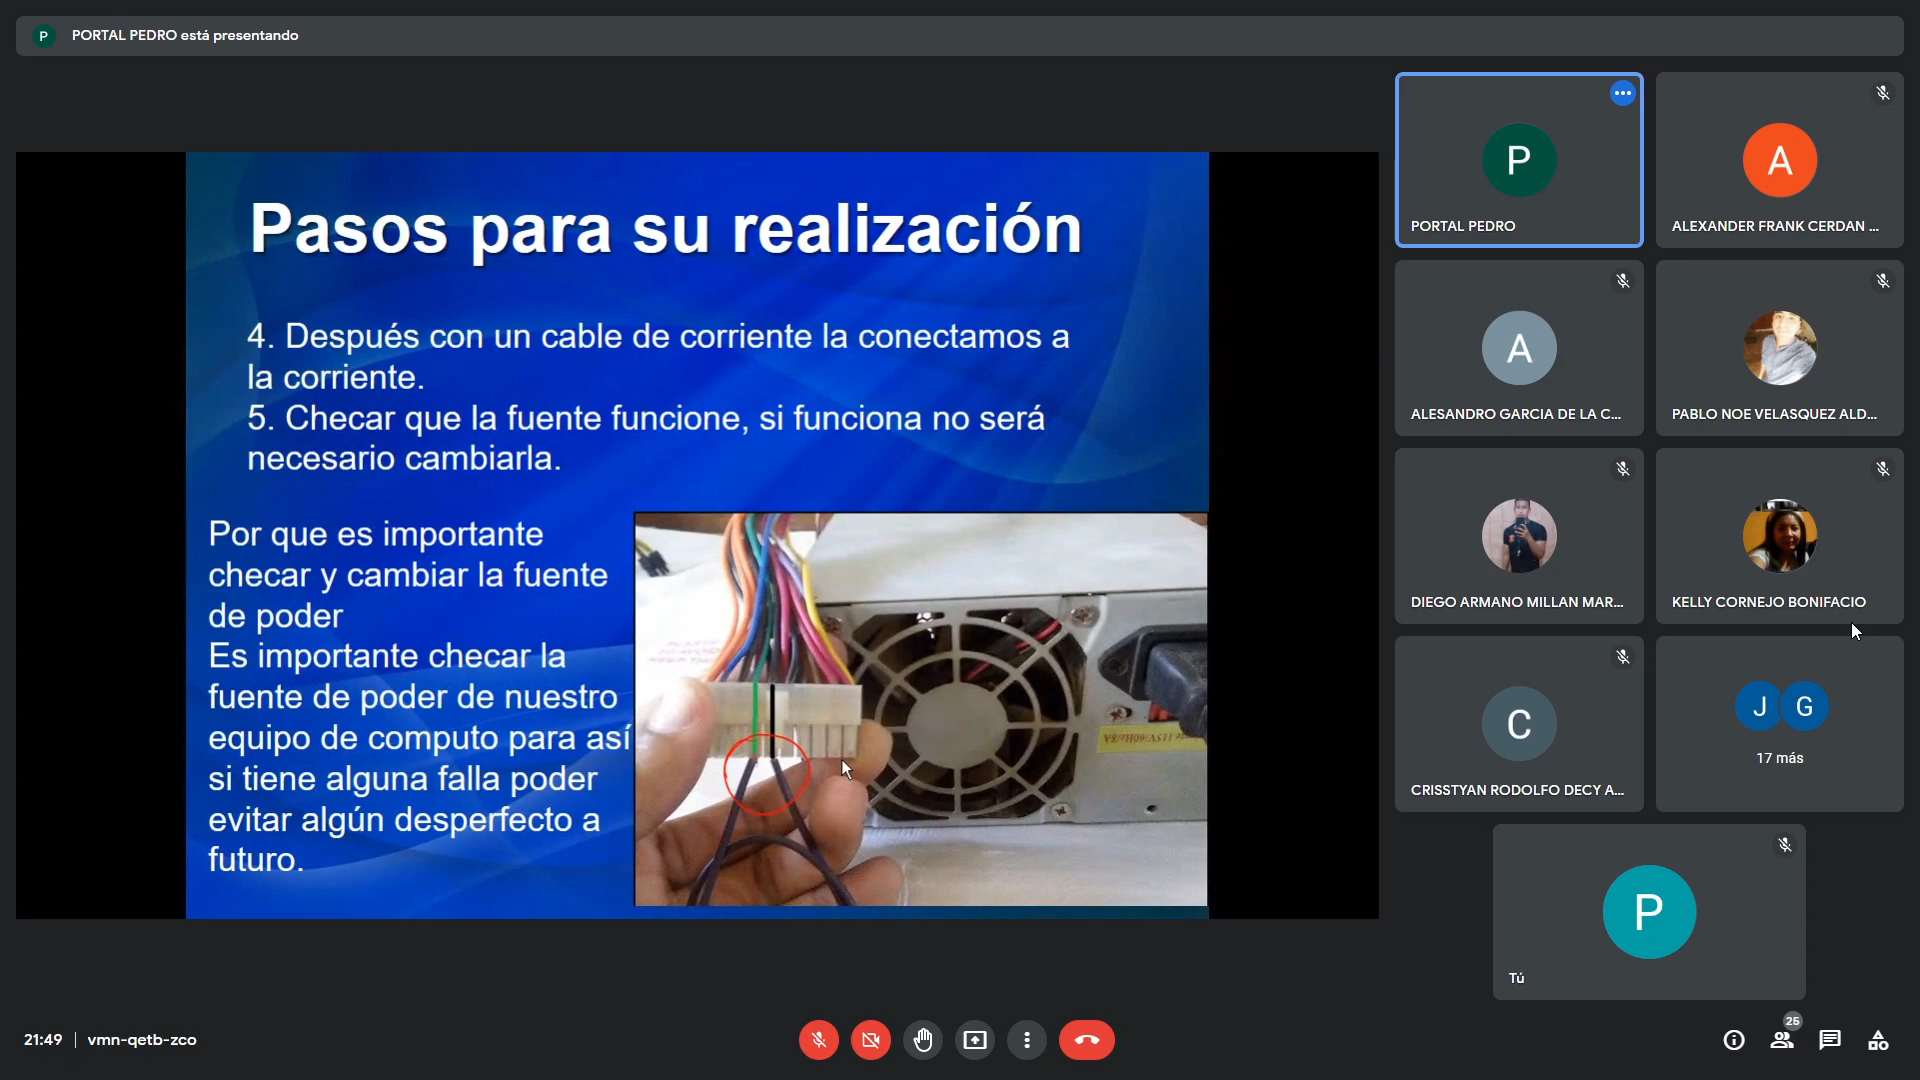 P PORTAL PEDRO está presentando
Pasos para su realización
4. Después con un cable de corriente la conectamos a
la corriente.
5. Checar que la fuente funcione, si funciona no será
necesario cambiarla.
Por que es importante
checar y cambiar la fuente
de poder
Es importante checar la
fuente de poder de nuestro
equipo de computo para así
si tiene alguna falla poder
evitar algún desperfecto a
futuro.
P
PORTAL PEDRO
A
ALEXANDER FRANK CERDAN ...
A
ALESANDRO GARCIA DE LA C...
PABLO NOE VELASQUEZ ALD...
DIEGO ARMANO MILLAN MAR...
KELLY CORNEJO BONIFACIO
C
CRISSTYAN RODOLFO DECY A...
J G
17 más
P
Tú
21:49 | vmn-qetb-zco
25